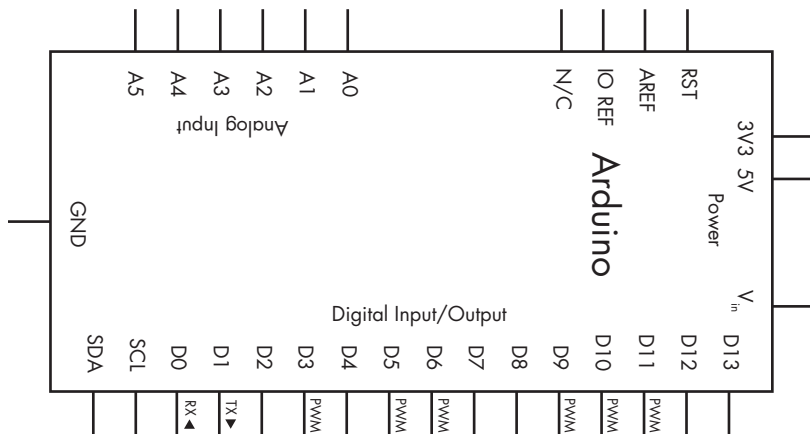 A5 A4 A3 A2 A1 A0 N/C IO REF AREF RST
Analog Input
3V3
5V
Power
Arduino
GND
Vin
Digital Input/Output
SDA SCL D0 D1 D2 D3 D4 D5 D6 D7 D8 D9 D10 D11 D12 D13
RX ◀ TX ▶ PWM PWM PWM PWM PWM PWM